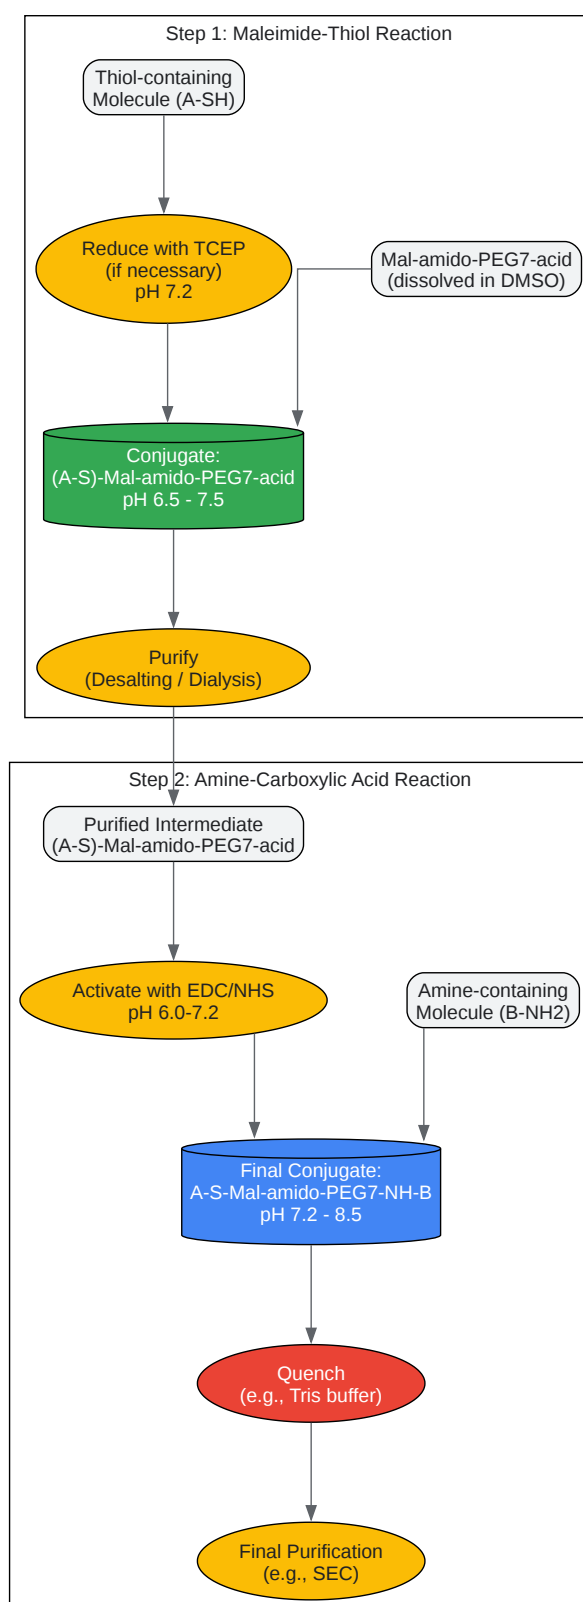 Step 1: Maleimide-Thiol Reaction
Thiol-containing
Molecule (A-SH)
Reduce with TCEP
(if necessary)
pH 7.2
Mal-amido-PEG7-acid
(dissolved in DMSO)
Conjugate:
(A-S)-Mal-amido-PEG7-acid
pH 6.5 - 7.5
Purify
(Desalting / Dialysis)
Step 2: Amine-Carboxylic Acid Reaction
Purified Intermediate
(A-S)-Mal-amido-PEG7-acid
Activate with EDC/NHS
pH 6.0-7.2
Amine-containing
Molecule (B-NH2)
Final Conjugate:
A-S-Mal-amido-PEG7-NH-B
pH 7.2 - 8.5
Quench
(e.g., Tris buffer)
Final Purification
(e.g., SEC)